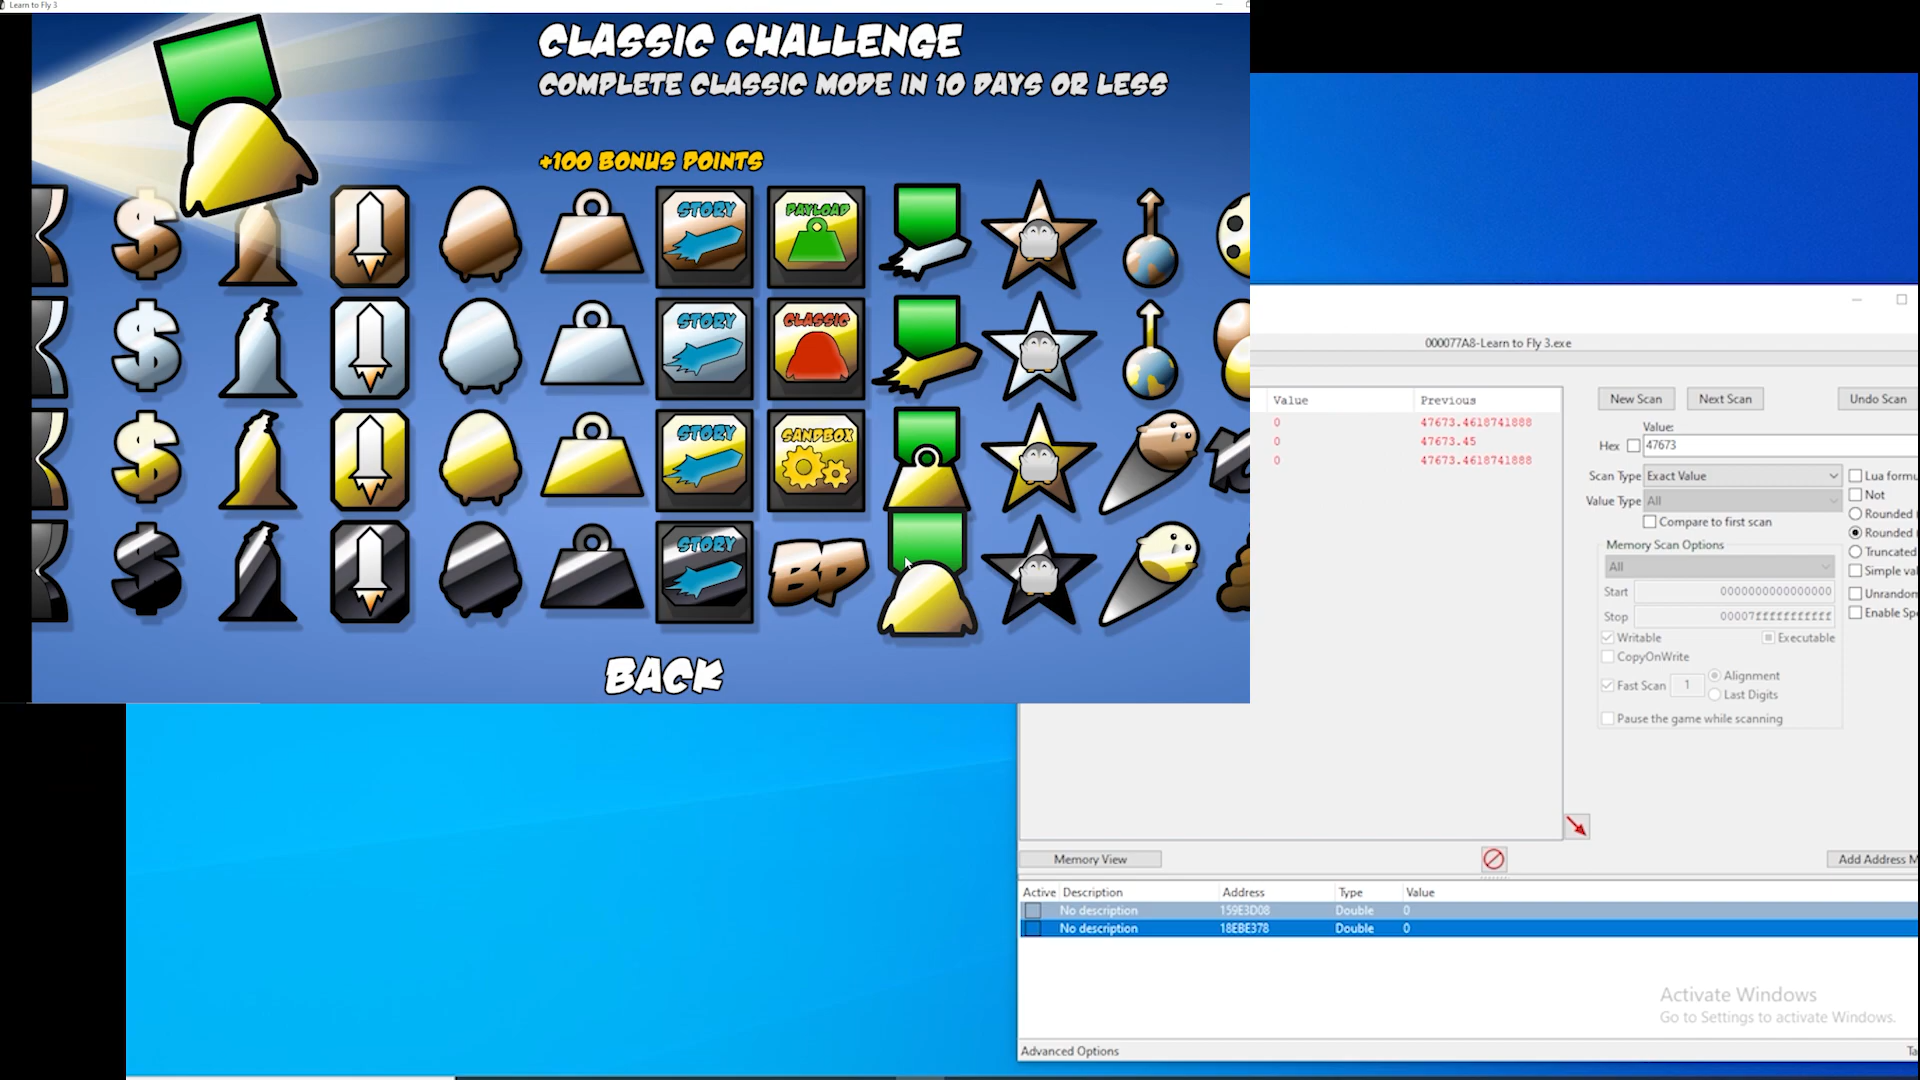 Learn to Fly 3
CLASSIC CHALLENGE
COMPLETE CLASSIC MODE IN 10 DAYS OR LESS
+100 BONUS POINTS
STORY
PAYLOAD
STORY
CLASSIC
STORY
SANDBOX
STORY
BP
BACK
000077A8-Learn to Fly 3.exe
Value Previous
0 47673.4618741888
0 47673.45
0 47673.4618741888
New Scan Next Scan Undo Scan
Value:
Hex 47673
Scan Type Exact Value
Lua formu
Value Type All
Not
Compare to first scan
Rounded
Rounded
Truncated
Simple val
Unrandom
Enable Spe
Memory Scan Options
All
Start 0000000000000000
Stop 00007fffffffffff
Writable Executable
CopyOnWrite
Fast Scan 1 Alignment
Last Digits
Pause the game while scanning
Memory View
Add Address M
Active Description Address Type Value
No description 159E3D08 Double 0
No description 18EBE378 Double 0
Activate Windows
Go to Settings to activate Windows.
Advanced Options
Ta